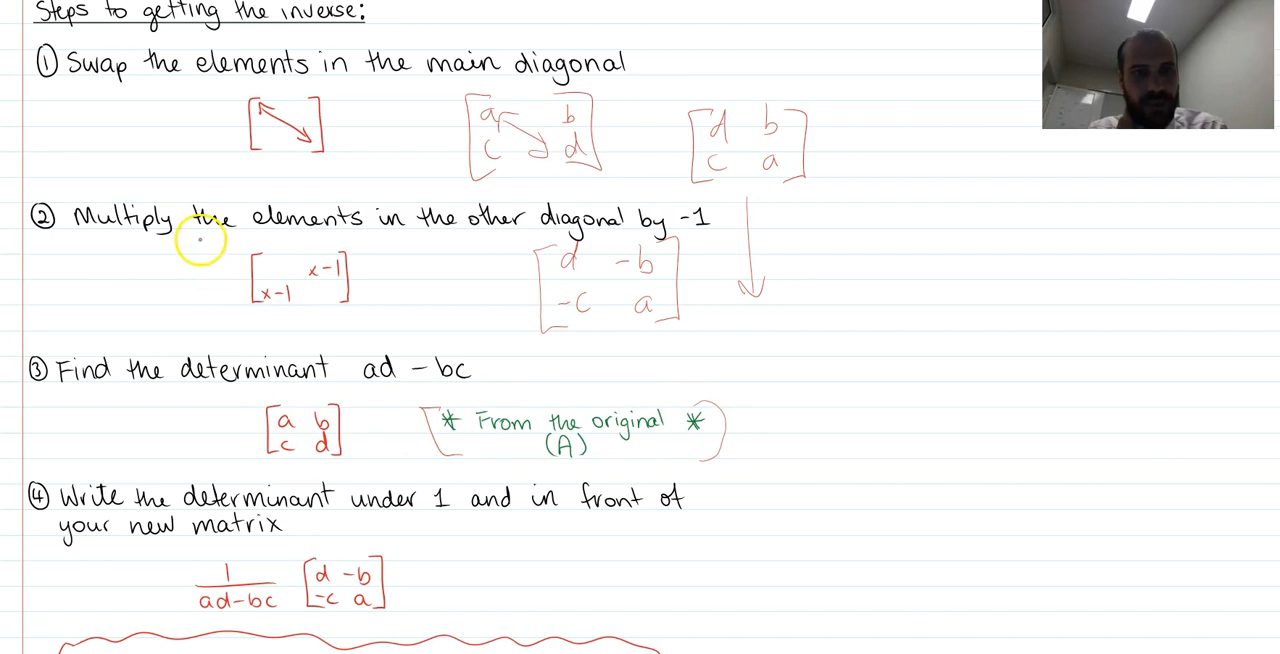 Steps to getting the inverse:
① Swap the elements in the main diagonal
[a b
c d]
[d b
c a]
② Multiply the elements in the other diagonal by -1
[ x-1
x-1 ]
[d -b
-c a]
③ Find the determinant ad - bc
[a b
c d]
* From the original *
(A)
④ Write the determinant under 1 and in front of
your new matrix
1
ad-bc
[d -b
-c a]